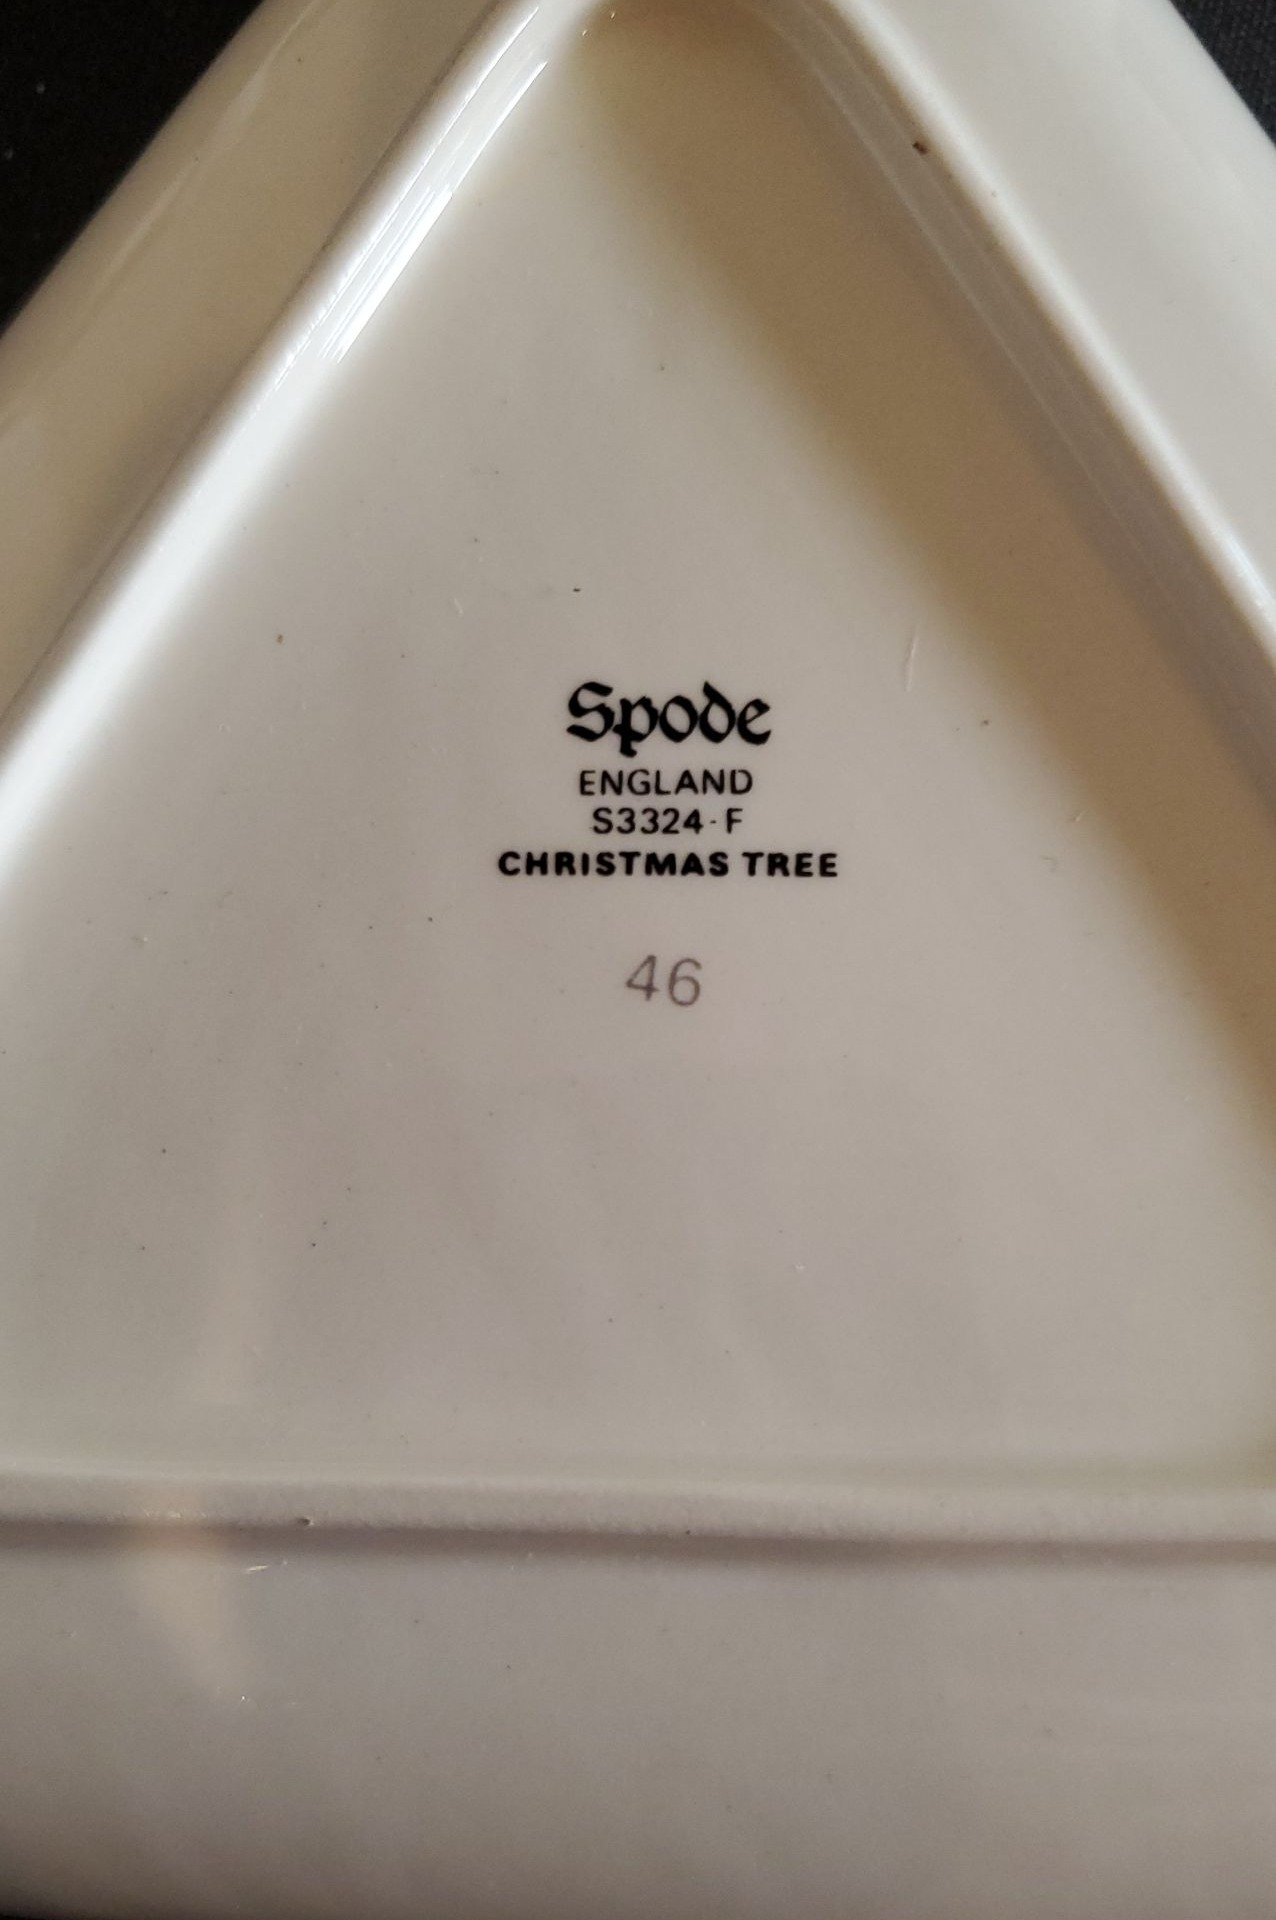 Spode
ENGLAND
S3324-F
CHRISTMAS TREE
46